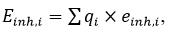 E_{inh,i} = ∑ q_i × e_{inh,i},